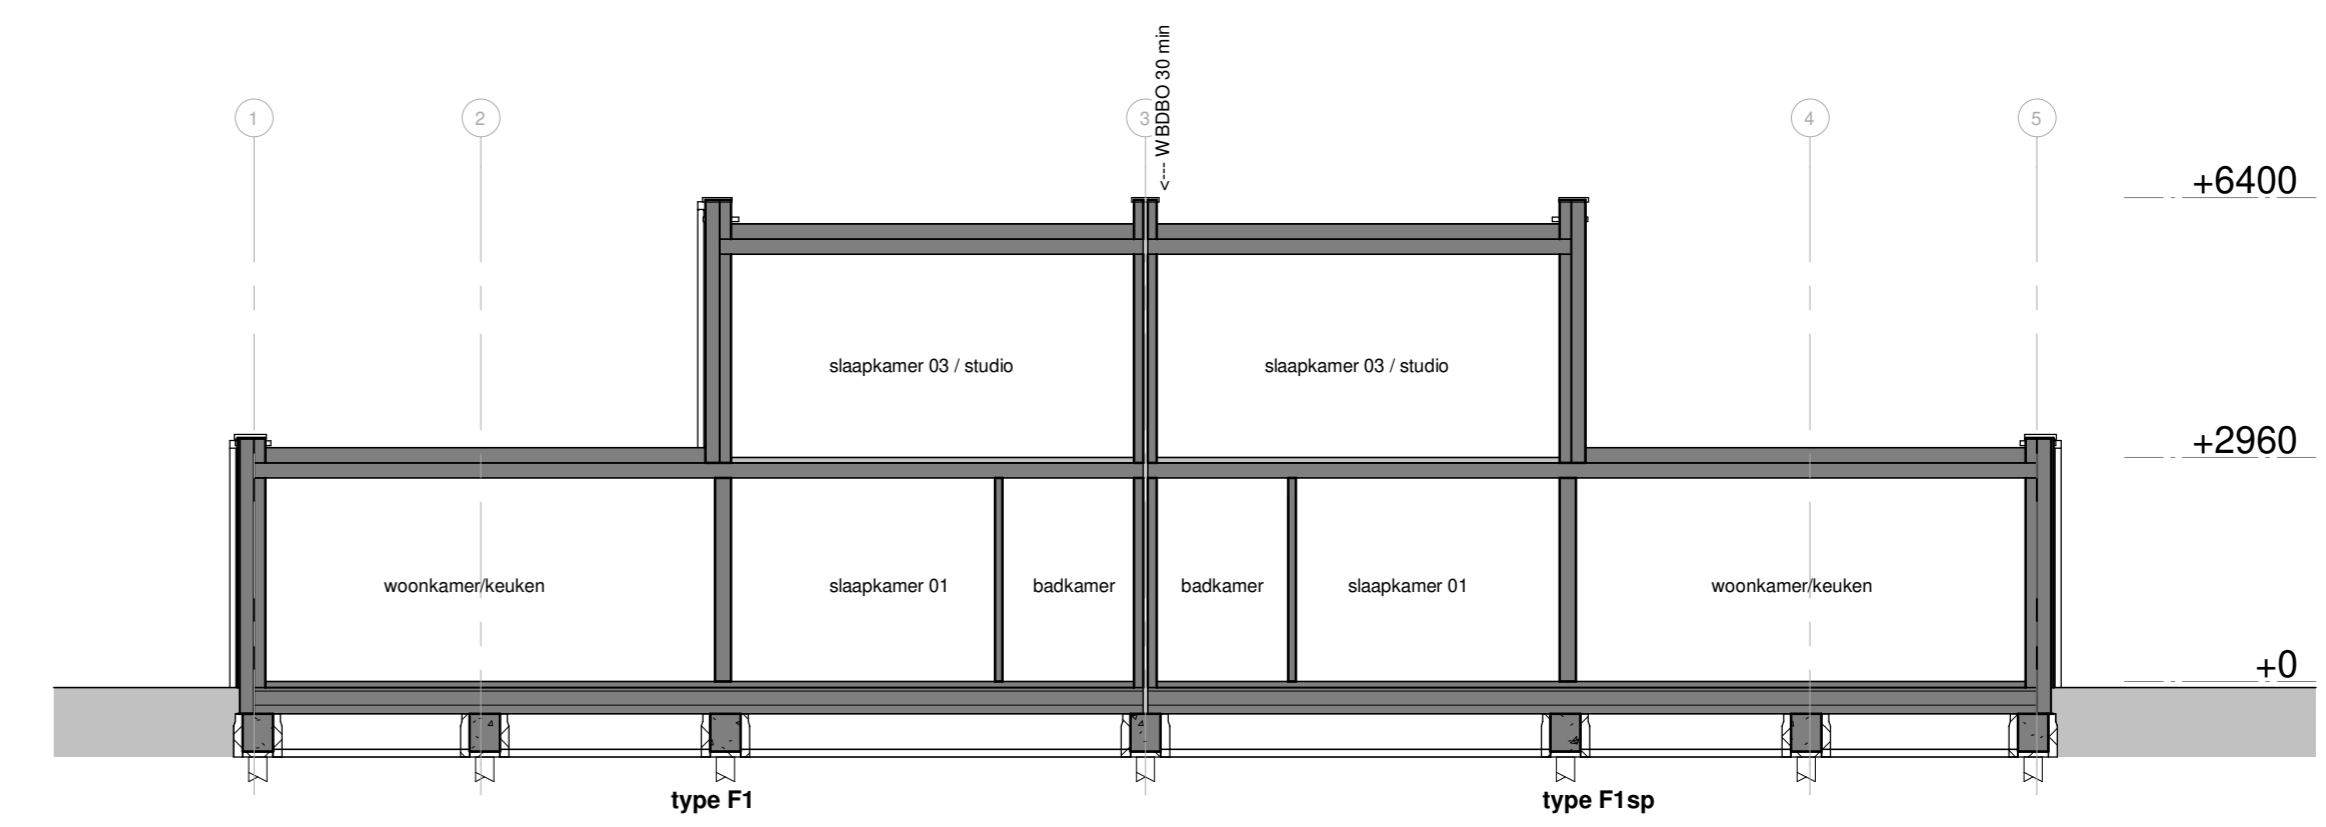 WBDBO 30 min
1
2
3
4
5
+6400
slaapkamer 03 / studio
slaapkamer 03 / studio
+2960
woonkamer/keuken
slaapkamer 01
badkamer
badkamer
slaapkamer 01
woonkamer/keuken
+0
type F1
type F1sp